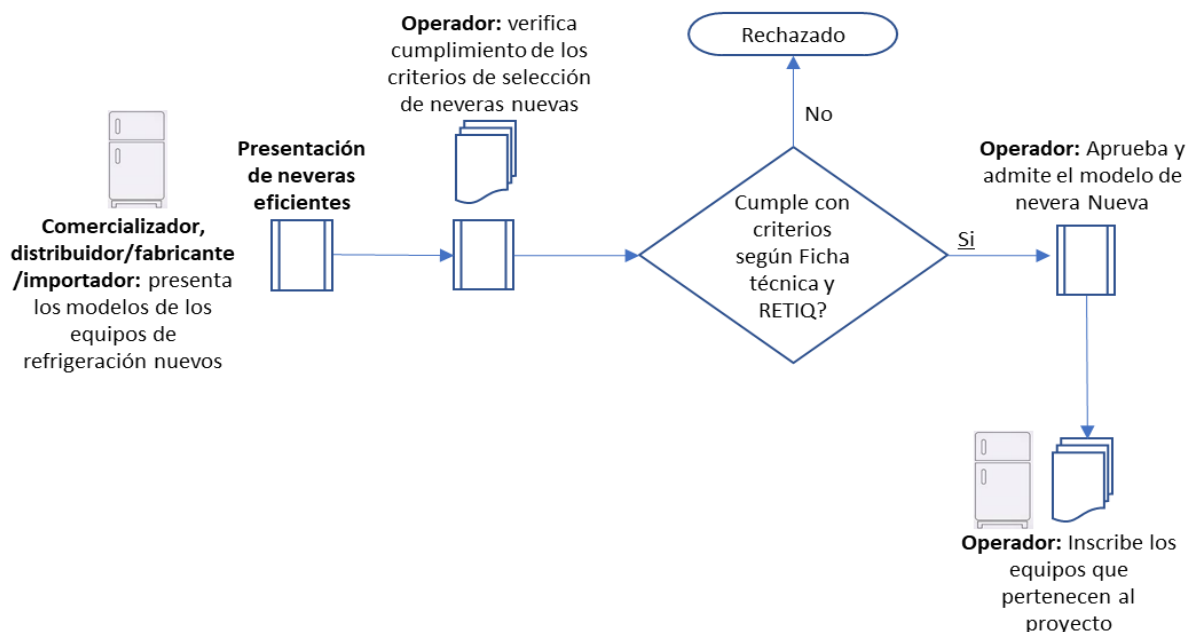 Comercializador,
distribuidor/fabricante
/importador: presenta
los modelos de los
equipos de
refrigeración nuevos
Presentación
de neveras
eficientes
Operador: verifica
cumplimiento de los
criterios de selección
de neveras nuevas
Cumple con
criterios
según Ficha
técnica y
RETIQ?
No
Rechazado
Si
Operador: Aprueba y
admite el modelo de
nevera Nueva
Operador: Inscribe los
equipos que
pertenecen al
proyecto